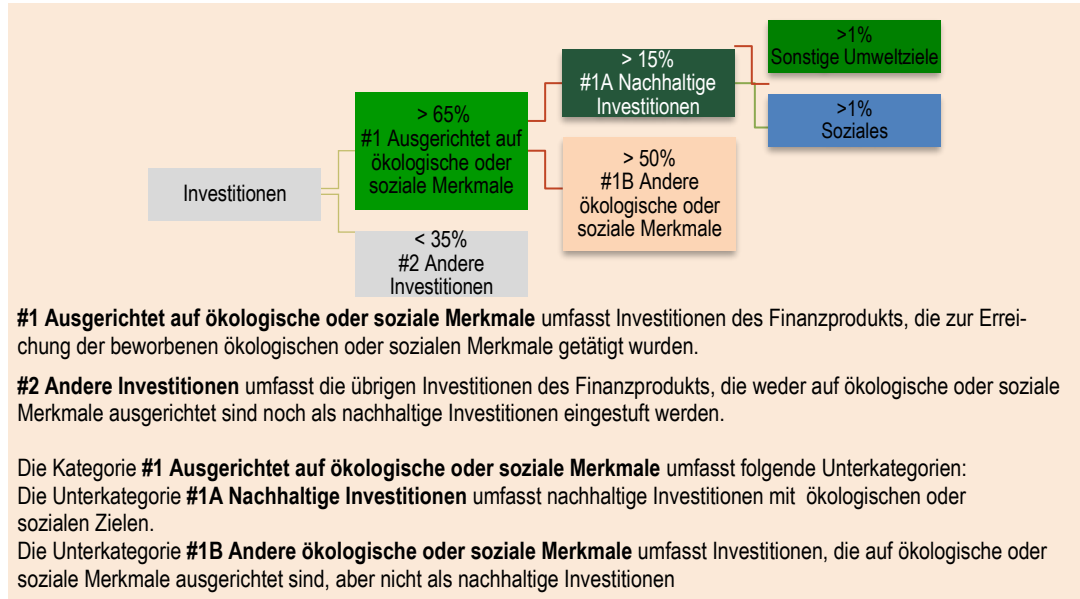 Investitionen
> 65%
#1 Ausgerichtet auf
ökologische oder
soziale Merkmale
< 35%
#2 Andere
Investitionen
> 15%
#1A Nachhaltige
Investitionen
> 50%
#1B Andere
ökologische oder
soziale Merkmale
>1%
Sonstige Umweltziele
>1%
Soziales
#1 Ausgerichtet auf ökologische oder soziale Merkmale umfasst Investitionen des Finanzprodukts, die zur Errei-
chung der beworbenen ökologischen oder sozialen Merkmale getätigt wurden.
#2 Andere Investitionen umfasst die übrigen Investitionen des Finanzprodukts, die weder auf ökologische oder soziale
Merkmale ausgerichtet sind noch als nachhaltige Investitionen eingestuft werden.
Die Kategorie #1 Ausgerichtet auf ökologische oder soziale Merkmale umfasst folgende Unterkategorien:
Die Unterkategorie #1A Nachhaltige Investitionen umfasst nachhaltige Investitionen mit ökologischen oder
sozialen Zielen.
Die Unterkategorie #1B Andere ökologische oder soziale Merkmale umfasst Investitionen, die auf ökologische oder
soziale Merkmale ausgerichtet sind, aber nicht als nachhaltige Investitionen